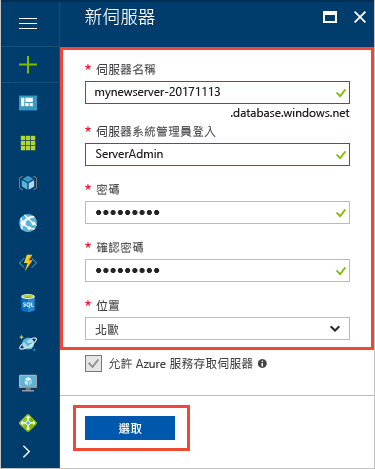 新伺服器
* 伺服器名稱
mynewserver-20171113
.database.windows.net
* 伺服器系統管理員登入
ServerAdmin
* 密碼
•••••••••
* 確認密碼
•••••••••
* 位置
北歐
允許 Azure 服務存取伺服器
SQL
選取